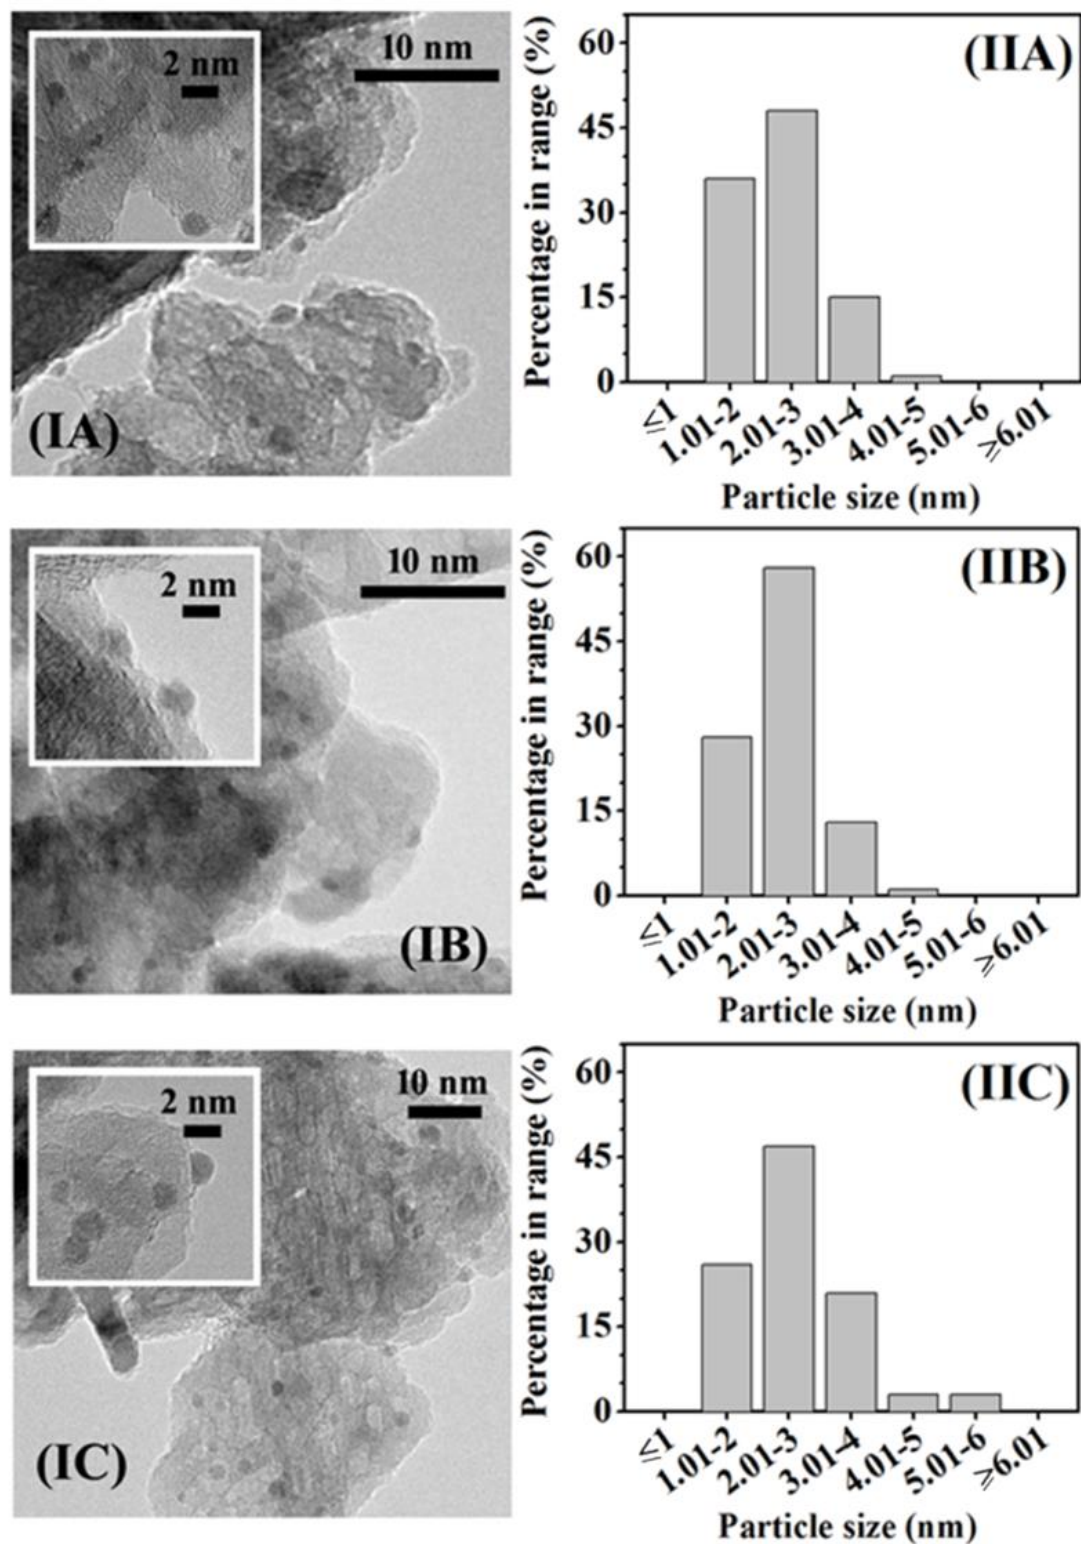 2 nm
10 nm
(IA)
Percentage in range (%)
60
45
30
15
0
(IIA)
≤1
1.01-2
2.01-3
3.01-4
4.01-5
5.01-6
≥6.01
Particle size (nm)
2 nm
10 nm
(IB)
Percentage in range (%)
60
45
30
15
0
(IIB)
≤1
1.01-2
2.01-3
3.01-4
4.01-5
5.01-6
≥6.01
Particle size (nm)
2 nm
10 nm
(IC)
Percentage in range (%)
60
45
30
15
0
(IIC)
≤1
1.01-2
2.01-3
3.01-4
4.01-5
5.01-6
≥6.01
Particle size (nm)